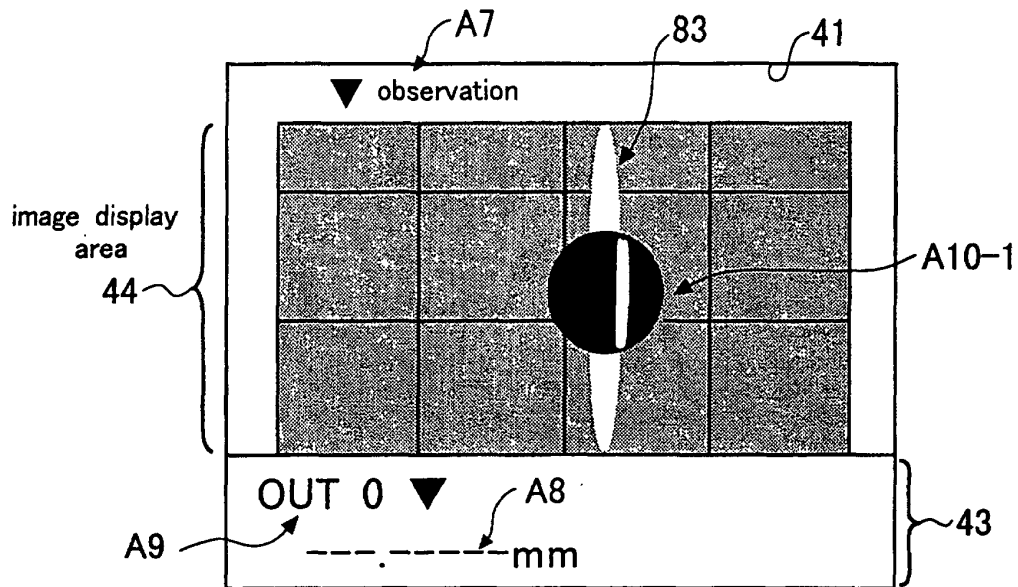 A7
83
41
▼ observation
image display
area
44
A10-1
OUT 0 ▼
A8
A9
---.----mm
43